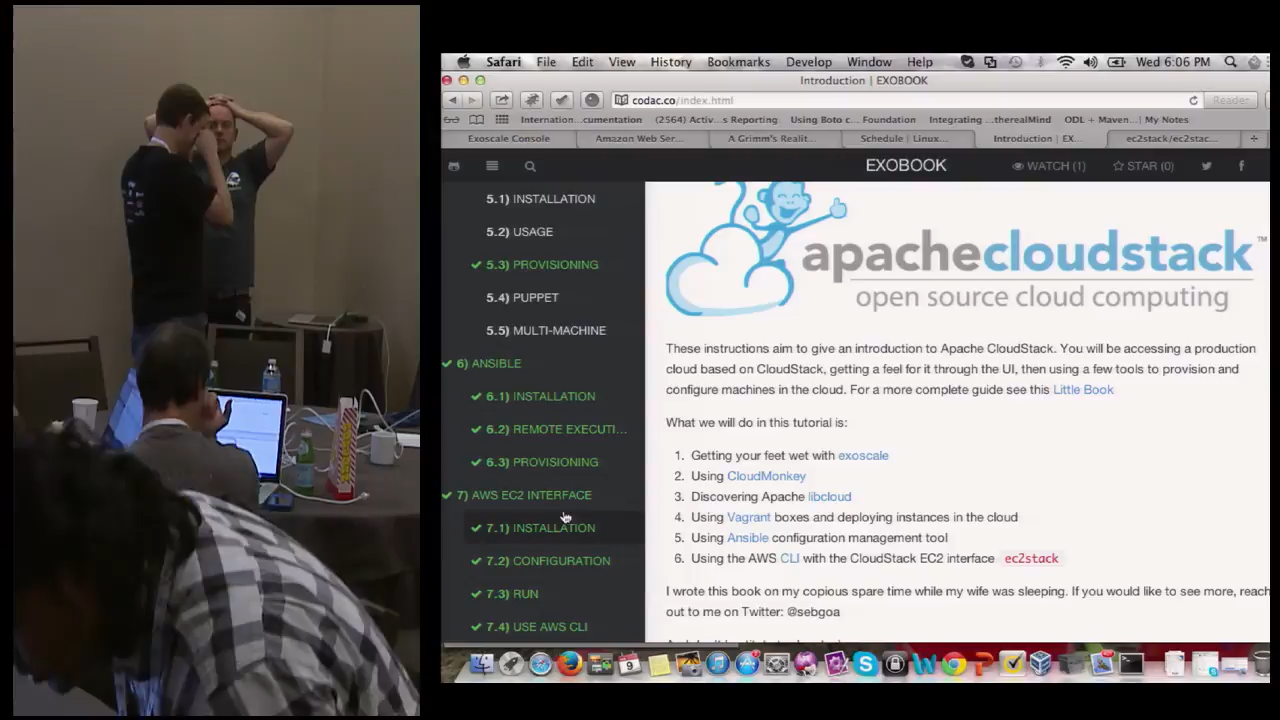 Safari File Edit View History Bookmarks Develop Window Help Wed 6:06 PM
Introduction | EXOBOOK
codac.co/index.html Reader
Internation...cumentation (2564) Activ...s Reporting Using Boto c... Foundation Integrating ...therealMind ODL + Maven... | My Notes
Exoscale Console Amazon Web Ser... A Grimm's Realit... Schedule | Linux... Introduction | EX... ec2stack/ec2stac...
EXOBOOK WATCH (1) STAR (0)
5.1) INSTALLATION
5.2) USAGE
5.3) PROVISIONING
5.4) PUPPET
5.5) MULTI-MACHINE
6) ANSIBLE
6.1) INSTALLATION
6.2) REMOTE EXECUTI...
6.3) PROVISIONING
7) AWS EC2 INTERFACE
7.1) INSTALLATION
7.2) CONFIGURATION
7.3) RUN
7.4) USE AWS CLI
apachecloudstack™
open source cloud computing
These instructions aim to give an introduction to Apache CloudStack. You will be accessing a production
cloud based on CloudStack, getting a feel for it through the UI, then using a few tools to provision and
configure machines in the cloud. For a more complete guide see this Little Book
What we will do in this tutorial is:
1. Getting your feet wet with exoscale
2. Using CloudMonkey
3. Discovering Apache libcloud
4. Using Vagrant boxes and deploying instances in the cloud
5. Using Ansible configuration management tool
6. Using the AWS CLI with the CloudStack EC2 interface ec2stack
I wrote this book on my copious spare time while my wife was sleeping. If you would like to see more, reach
out to me on Twitter: @sebgoa